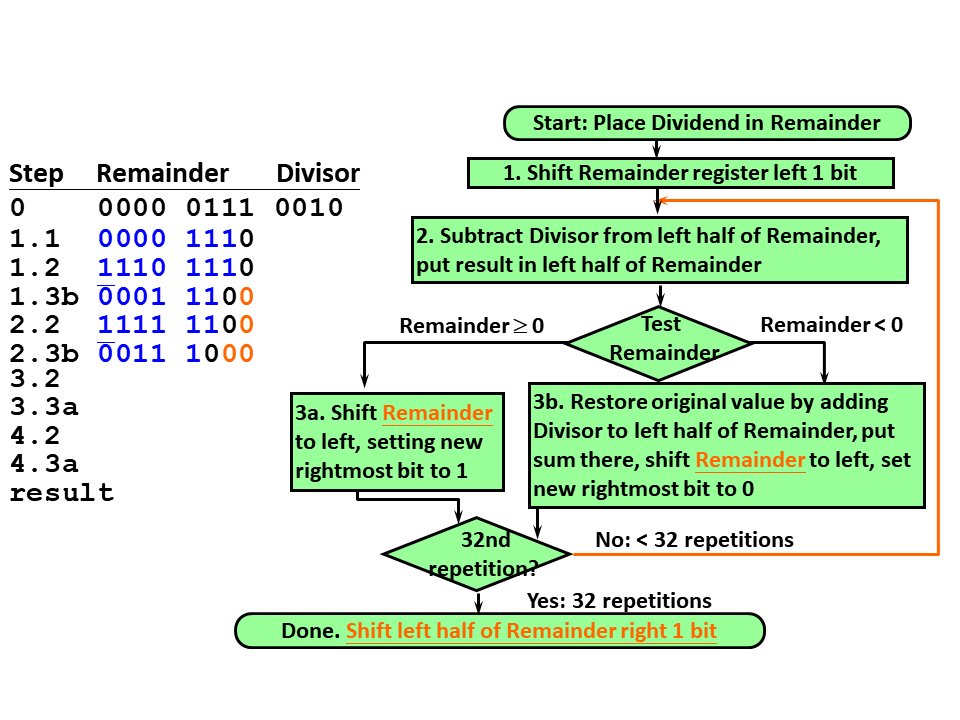 Start: Place Dividend in Remainder
1. Shift Remainder register left 1 bit
2. Subtract Divisor from left half of Remainder,
put result in left half of Remainder
Remainder ≥ 0
Test
Remainder
Remainder < 0
3a. Shift Remainder
to left, setting new
rightmost bit to 1
3b. Restore original value by adding
Divisor to left half of Remainder, put
sum there, shift Remainder to left, set
new rightmost bit to 0
32nd
repetition?
No: < 32 repetitions
Yes: 32 repetitions
Done. Shift left half of Remainder right 1 bit
Step Remainder Divisor
0 0000 0111 0010
1.1 0000 1110
1.2 1110 1110
1.3b 0001 1100
2.2 1111 1100
2.3b 0011 1000
3.2
3.3a
4.2
4.3a
result